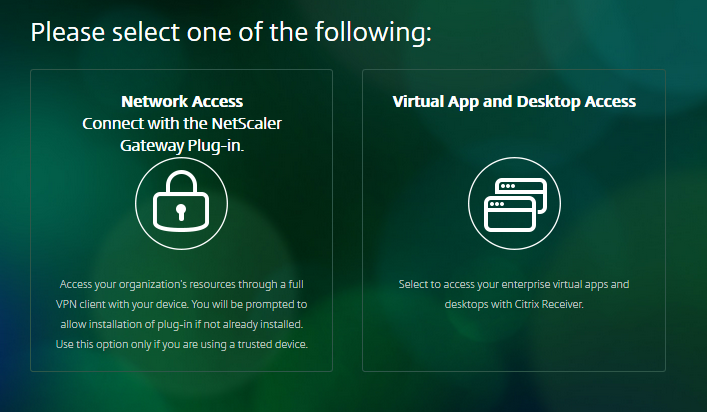 Please select one of the following:
Network Access
Connect with the NetScaler
Gateway Plug-in.
Access your organization's resources through a full
VPN client with your device. You will be prompted to
allow installation of plug-in if not already installed.
Use this option only if you are using a trusted device.
Virtual App and Desktop Access
Select to access your enterprise virtual apps and
desktops with Citrix Receiver.